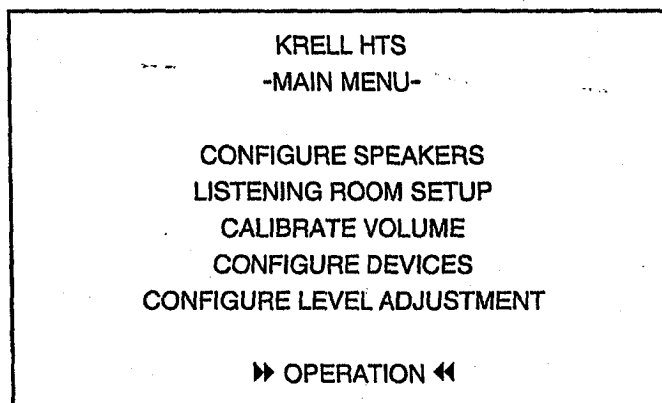 KRELL HTS
-MAIN MENU-
CONFIGURE SPEAKERS
LISTENING ROOM SETUP
CALIBRATE VOLUME
CONFIGURE DEVICES
CONFIGURE LEVEL ADJUSTMENT
▶▶ OPERATION ◀◀